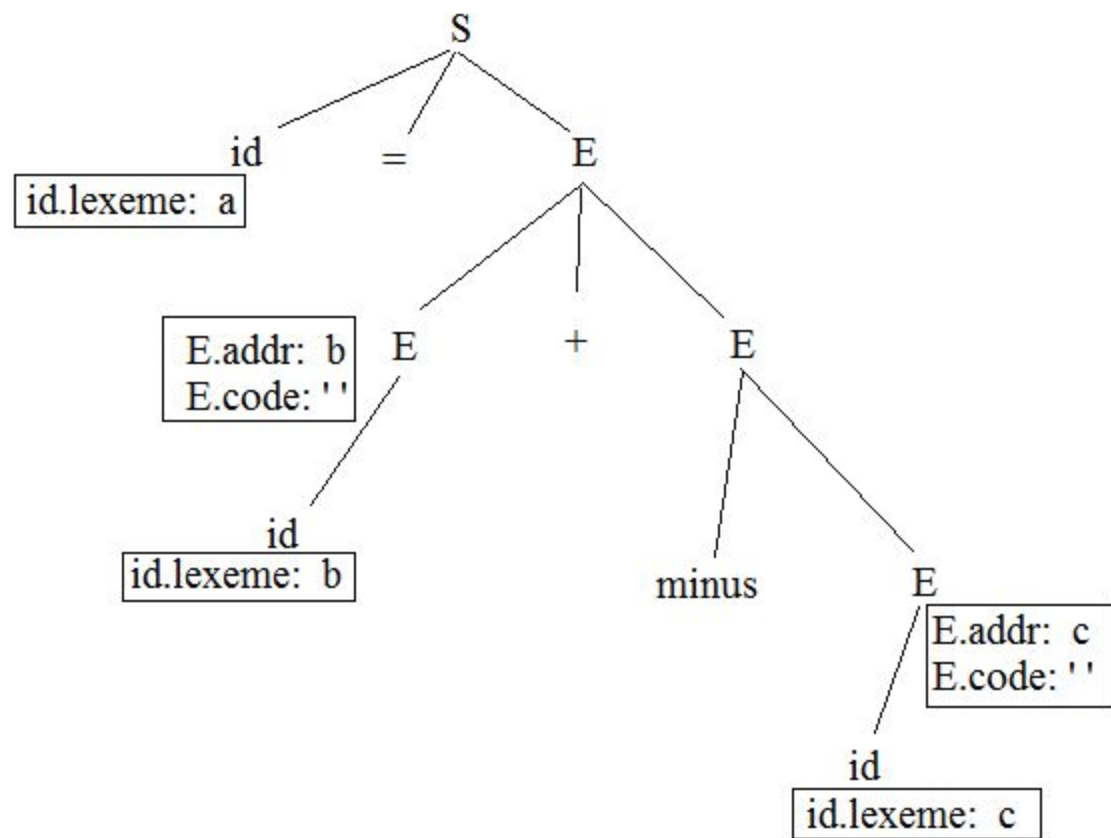 S
id
=
E
id.lexeme: a
E.addr: b
E.code: ' '
E
+
E
id
id.lexeme: b
minus
E
E.addr: c
E.code: ' '
id
id.lexeme: c